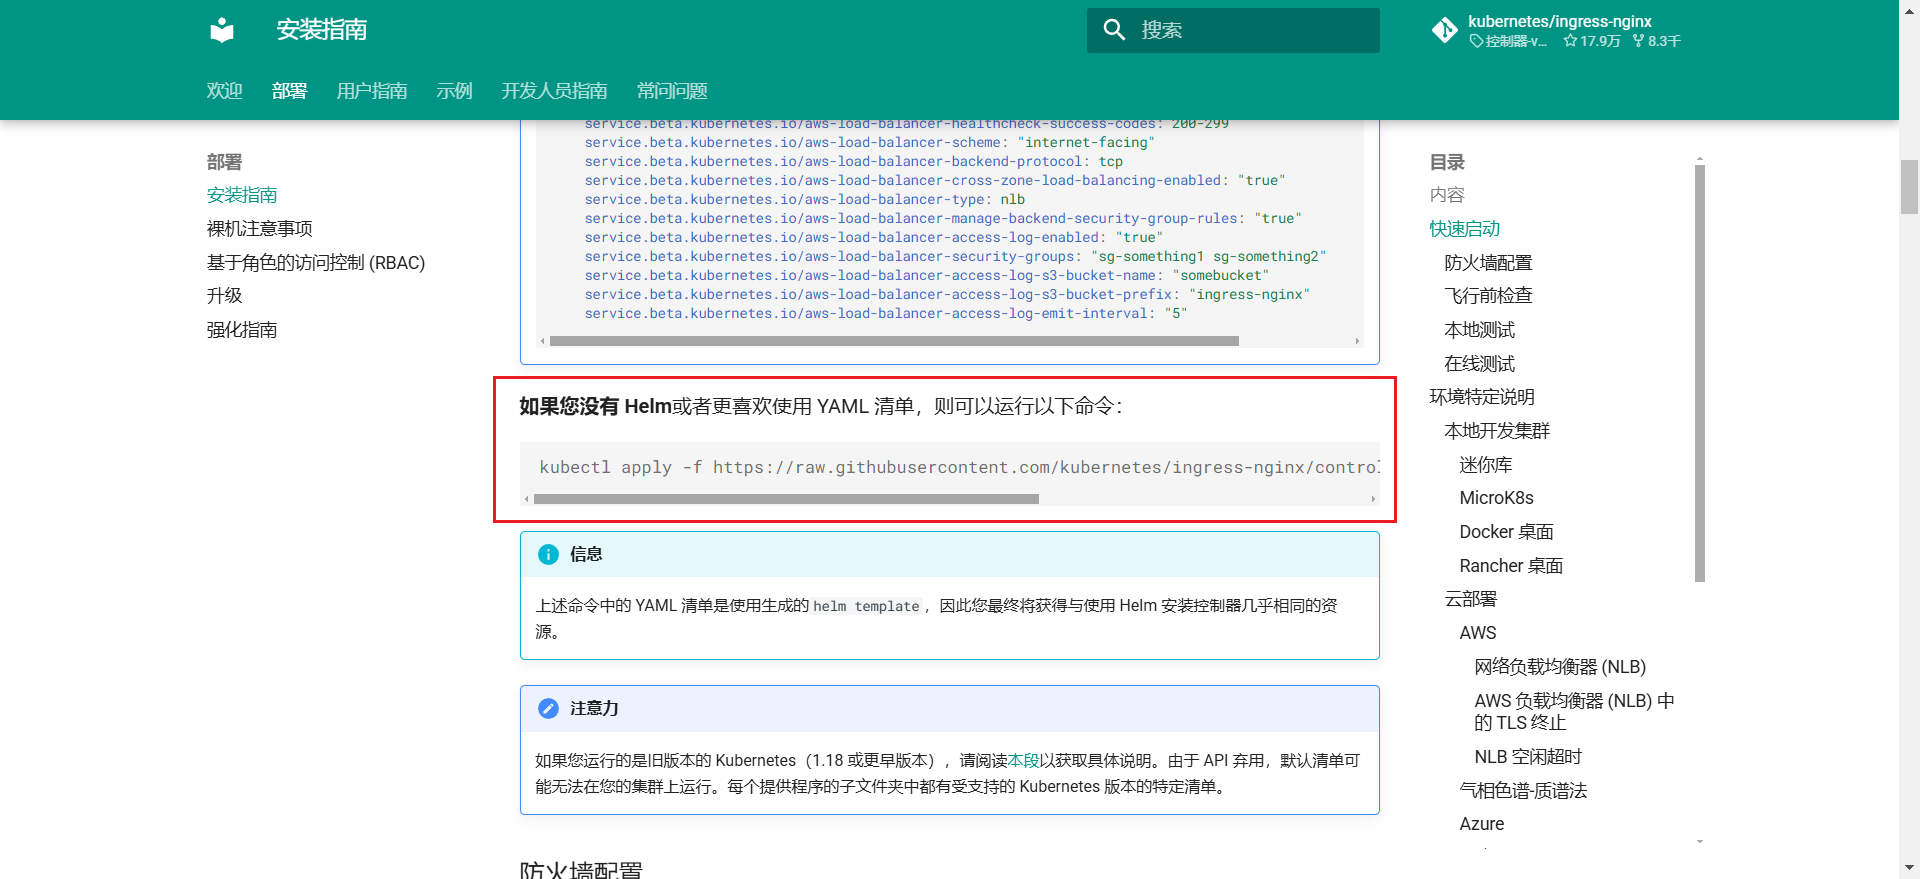 安装指南
搜索
kubernetes/ingress-nginx
控制器-v... 17.9万 8.3千
欢迎 部署 用户指南 示例 开发人员指南 常问问题
部署
安装指南
裸机注意事项
基于角色的访问控制 (RBAC)
升级
强化指南
service.beta.kubernetes.io/aws-load-balancer-healthcheck-success-codes: 200-299
service.beta.kubernetes.io/aws-load-balancer-scheme: "internet-facing"
service.beta.kubernetes.io/aws-load-balancer-backend-protocol: tcp
service.beta.kubernetes.io/aws-load-balancer-cross-zone-load-balancing-enabled: "true"
service.beta.kubernetes.io/aws-load-balancer-type: nlb
service.beta.kubernetes.io/aws-load-balancer-manage-backend-security-group-rules: "true"
service.beta.kubernetes.io/aws-load-balancer-access-log-enabled: "true"
service.beta.kubernetes.io/aws-load-balancer-security-groups: "sg-something1 sg-something2"
service.beta.kubernetes.io/aws-load-balancer-access-log-s3-bucket-name: "somebucket"
service.beta.kubernetes.io/aws-load-balancer-access-log-s3-bucket-prefix: "ingress-nginx"
service.beta.kubernetes.io/aws-load-balancer-access-log-emit-interval: "5"
如果您没有 Helm或者更喜欢使用 YAML 清单，则可以运行以下命令：
kubectl apply -f https://raw.githubusercontent.com/kubernetes/ingress-nginx/control
信息
上述命令中的 YAML 清单是使用生成的 helm template，因此您最终将获得与使用 Helm 安装控制器几乎相同的资
源。
注意力
如果您运行的是旧版本的 Kubernetes（1.18 或更早版本），请阅读本段以获取具体说明。由于 API 弃用，默认清单可
能无法在您的集群上运行。每个提供程序的子文件夹中都有受支持的 Kubernetes 版本的特定清单。
防火墙配置
目录
内容
快速启动
防火墙配置
飞行前检查
本地测试
在线测试
环境特定说明
本地开发集群
迷你库
MicroK8s
Docker 桌面
Rancher 桌面
云部署
AWS
网络负载均衡器 (NLB)
AWS 负载均衡器 (NLB) 中
的 TLS 终止
NLB 空闲超时
气相色谱-质谱法
Azure